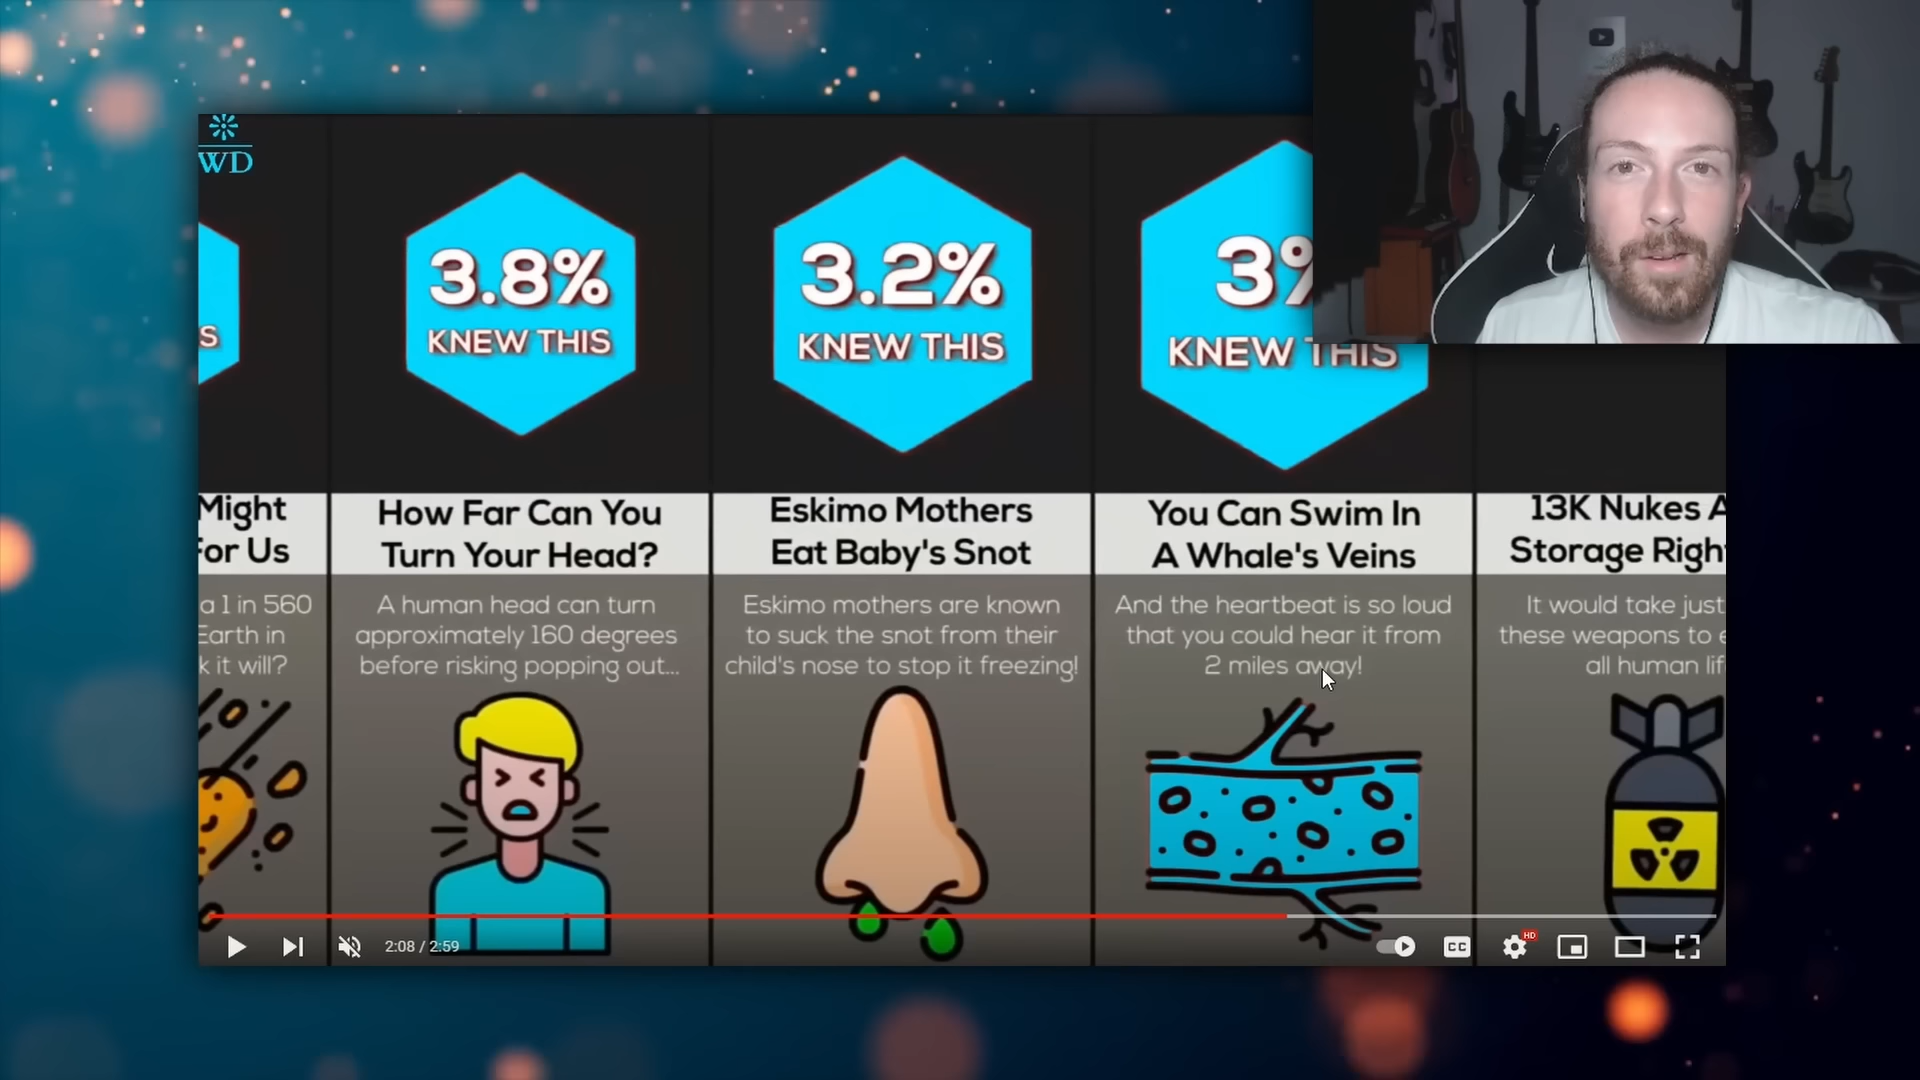 WD
S
3.8%
KNEW THIS
3.2%
KNEW THIS
3%
KNEW THIS
Might
For Us
a 1 in 560
Earth in
k it will?
How Far Can You
Turn Your Head?
A human head can turn
approximately 160 degrees
before risking popping out...
Eskimo Mothers
Eat Baby's Snot
Eskimo mothers are known
to suck the snot from their
child's nose to stop it freezing!
You Can Swim In
A Whale's Veins
And the heartbeat is so loud
that you could hear it from
2 miles away!
13K Nukes A
Storage Righ
It would take just
these weapons to e
all human lif
2:08 / 2:59
CC
HD